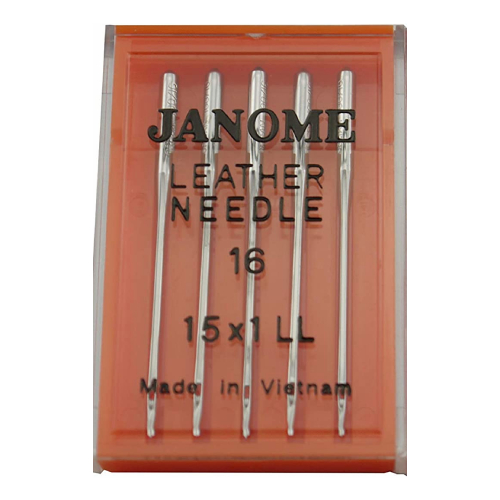 JANOME
LEATHER
NEEDLE
16
15x1 LL
Made in Vietnam